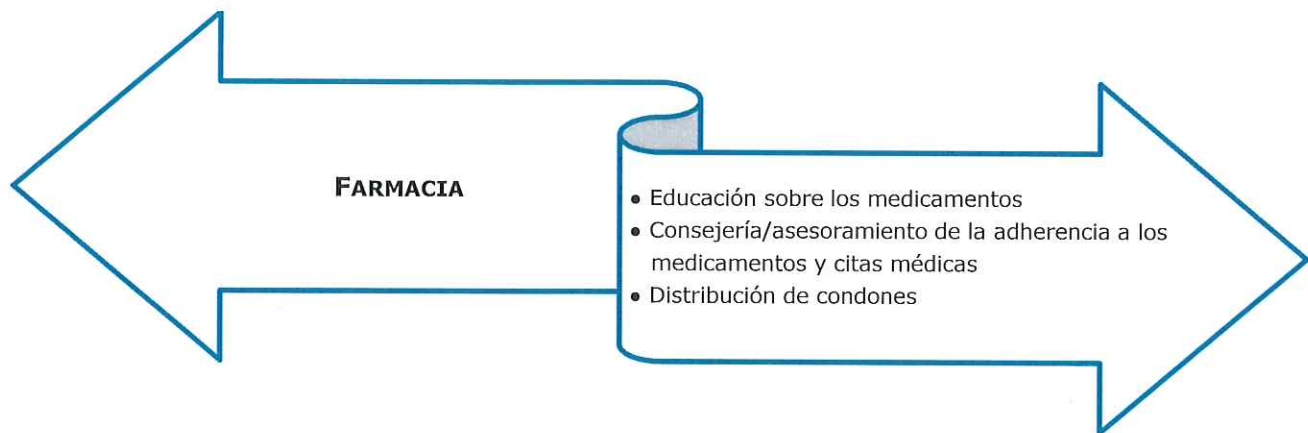 FARMACIA
• Educación sobre los medicamentos
• Consejería/asesoramiento de la adherencia a los
medicamentos y citas médicas
• Distribución de condones